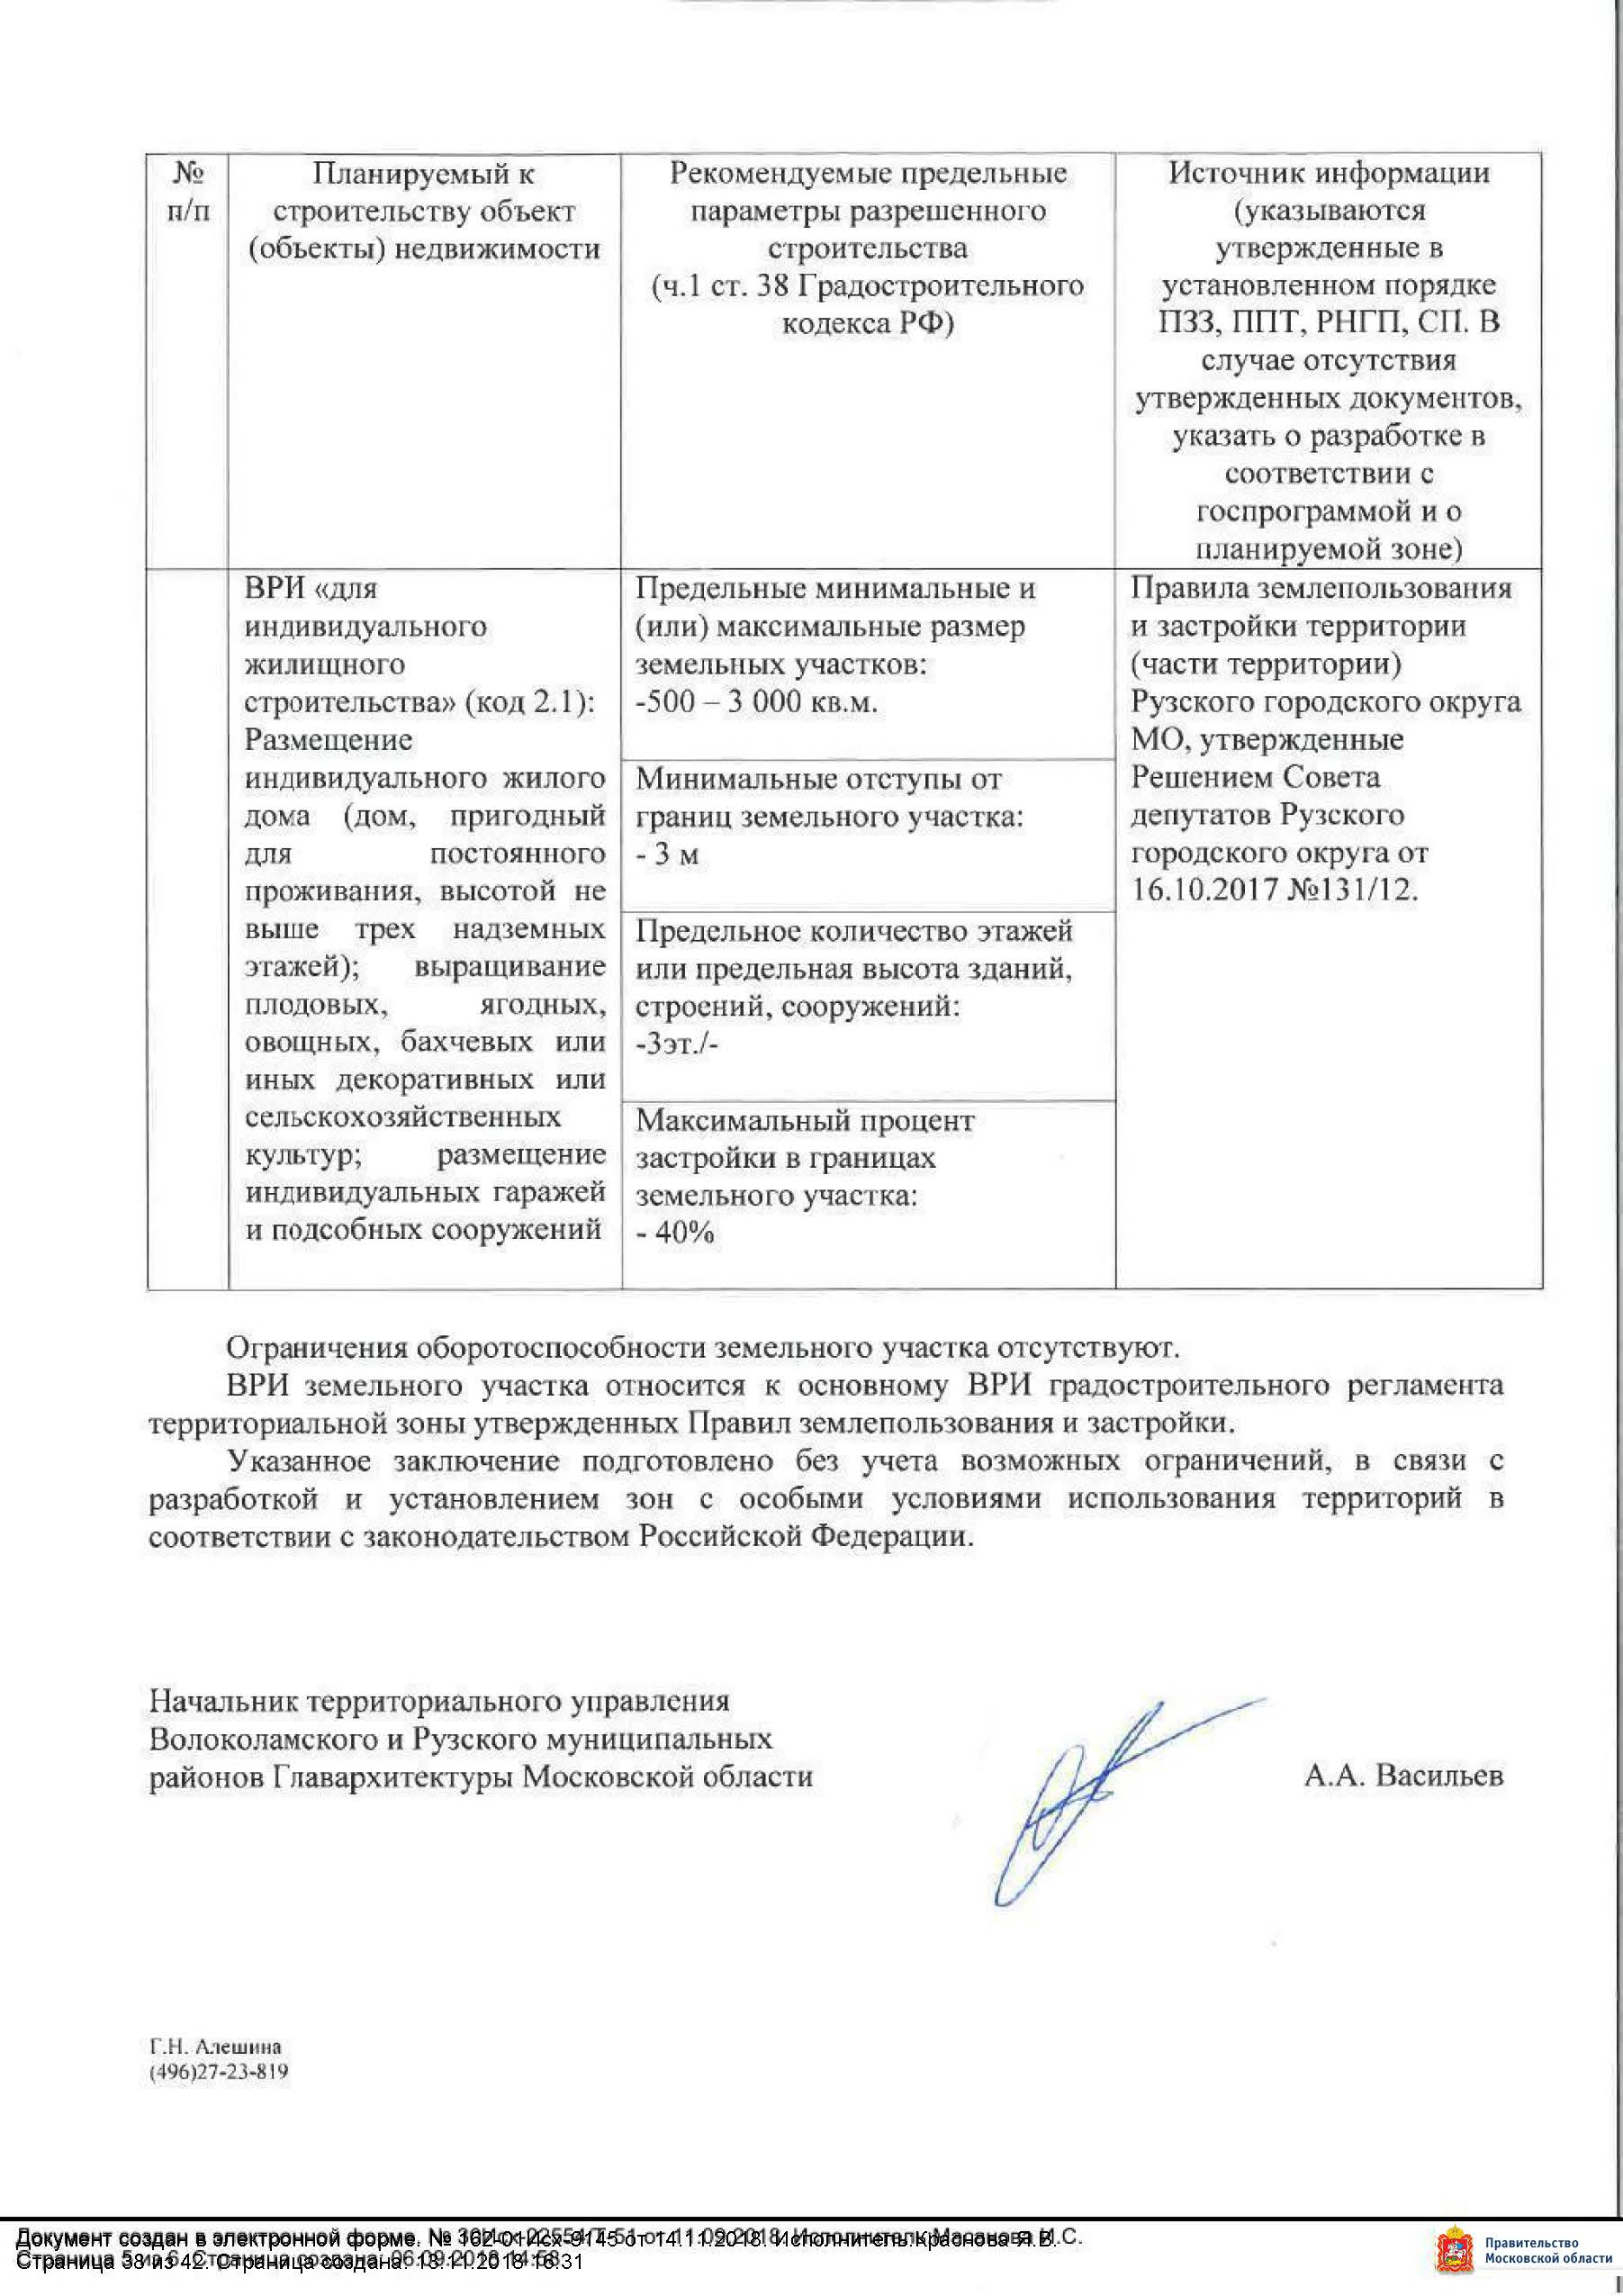 №
п/п
Планируемый к
строительству объект
(объекты) недвижимости
Рекомендуемые предельные
параметры разрешенного
строительства
(ч.1 ст. 38 Градостроительного
кодекса РФ)
Источник информации
(указываются
утвержденные в
установленном порядке
ПЗЗ, ППТ, РНГП, СП. В
случае отсутствия
утвержденных документов,
указать о разработке в
соответствии с
госпрограммой и о
планируемой зоне)
ВРИ «для
индивидуального
жилищного
строительства» (код 2.1):
Размещение
индивидуального жилого
дома (дом, пригодный
для постоянного
проживания, высотой не
выше трех надземных
этажей); выращивание
плодовых, ягодных,
овощных, бахчевых или
иных декоративных или
сельскохозяйственных
культур; размещение
индивидуальных гаражей
и подсобных сооружений
Предельные минимальные и
(или) максимальные размер
земельных участков:
-500 – 3 000 кв.м.
Минимальные отступы от
границ земельного участка:
- 3 м
Предельное количество этажей
или предельная высота зданий,
строений, сооружений:
-3эт./-
Максимальный процент
застройки в границах
земельного участка:
- 40%
Правила землепользования
и застройки территории
(части территории)
Рузского городского округа
МО, утвержденные
Решением Совета
депутатов Рузского
городского округа от
16.10.2017 №131/12.
Ограничения оборотоспособности земельного участка отсутствуют.
ВРИ земельного участка относится к основному ВРИ градостроительного регламента
территориальной зоны утвержденных Правил землепользования и застройки.
Указанное заключение подготовлено без учета возможных ограничений, в связи с
разработкой и установлением зон с особыми условиями использования территорий в
соответствии с законодательством Российской Федерации.
Начальник территориального управления
Волоколамского и Рузского муниципальных
районов Главархитектуры Московской области
А.А. Васильев
Г.Н. Алешина
(496)27-23-819
Документ создан в электронной форме. №
Страница
Правительство
Московской области